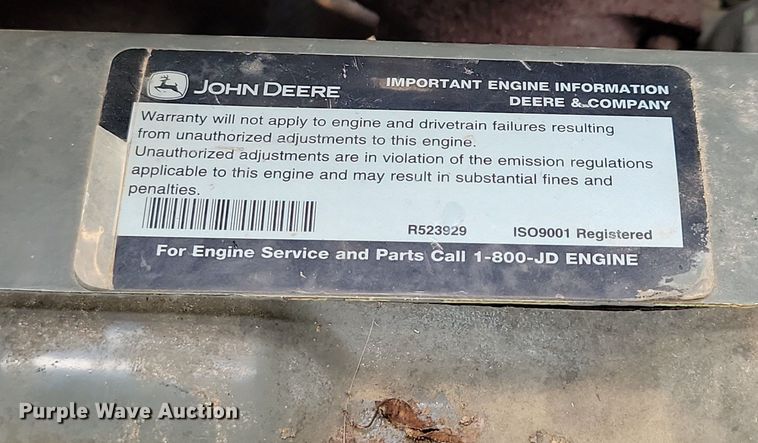 JOHN DEERE
IMPORTANT ENGINE INFORMATION
DEERE & COMPANY
Warranty will not apply to engine and drivetrain failures resulting
from unauthorized adjustments to this engine.
Unauthorized adjustments are in violation of the emission regulations
applicable to this engine and may result in substantial fines and
penalties.
R523929 ISO9001 Registered
For Engine Service and Parts Call 1-800-JD ENGINE
Purple Wave Auction